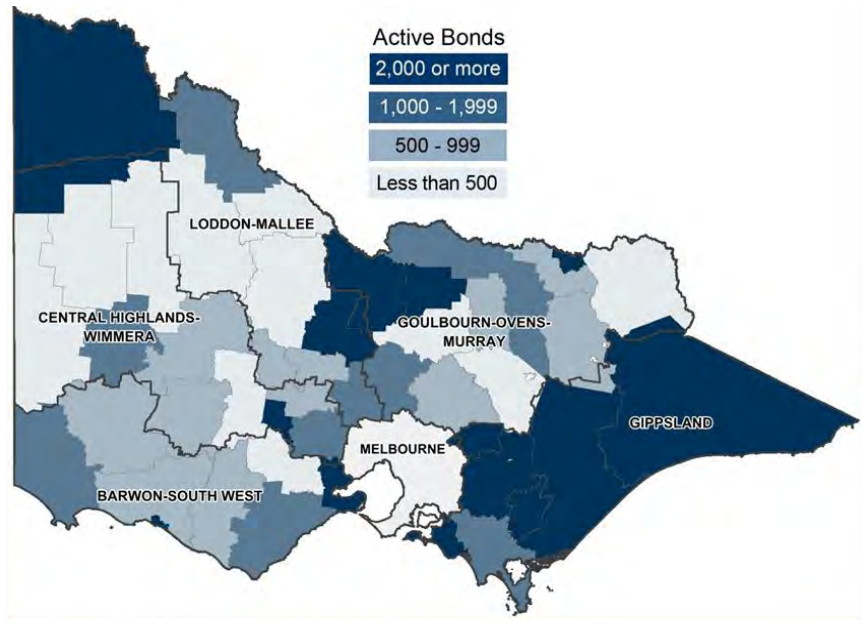 Active Bonds
2,000 or more
1,000 - 1,999
500 - 999
Less than 500
LODDON-MALLEE
CENTRAL HIGHLANDS-
WIMMERA
GOULBOURN-OVENS-
MURRAY
GIPPSLAND
MELBOURNE
BARWON-SOUTH WEST